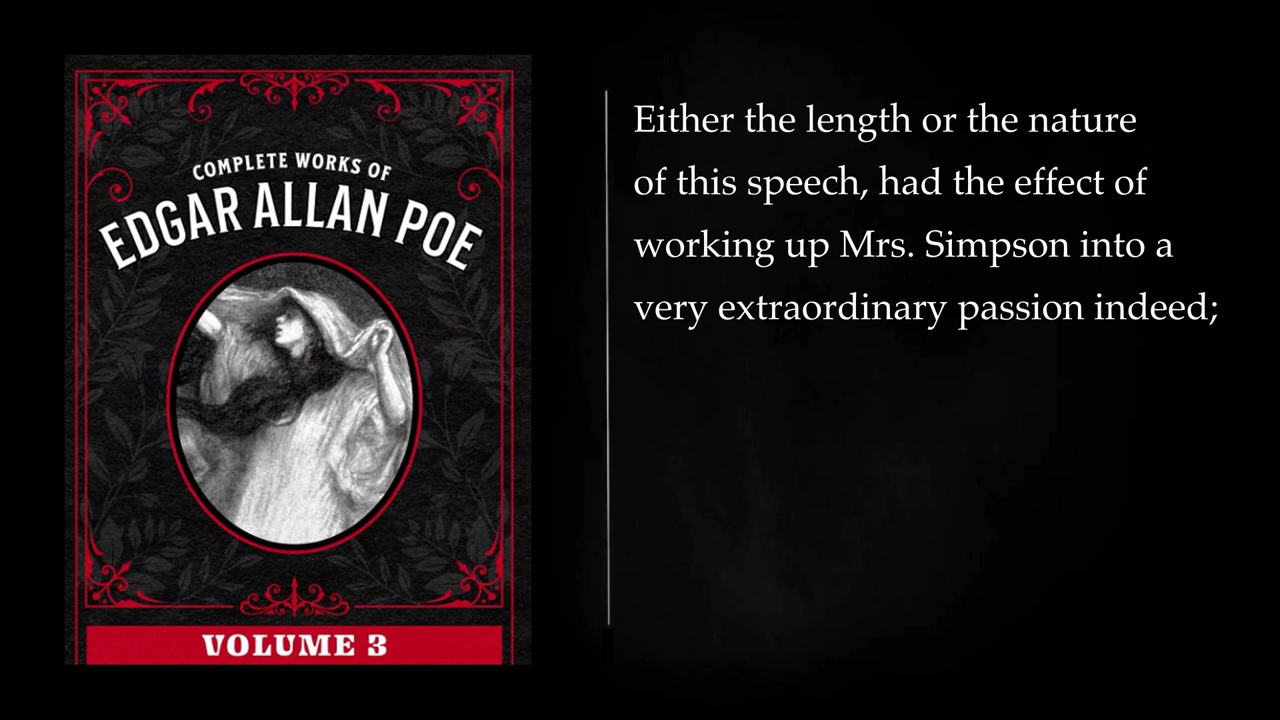 COMPLETE WORKS OF
EDGAR ALLAN POE
VOLUME 3
Either the length or the nature
of this speech, had the effect of
working up Mrs. Simpson into a
very extraordinary passion indeed;